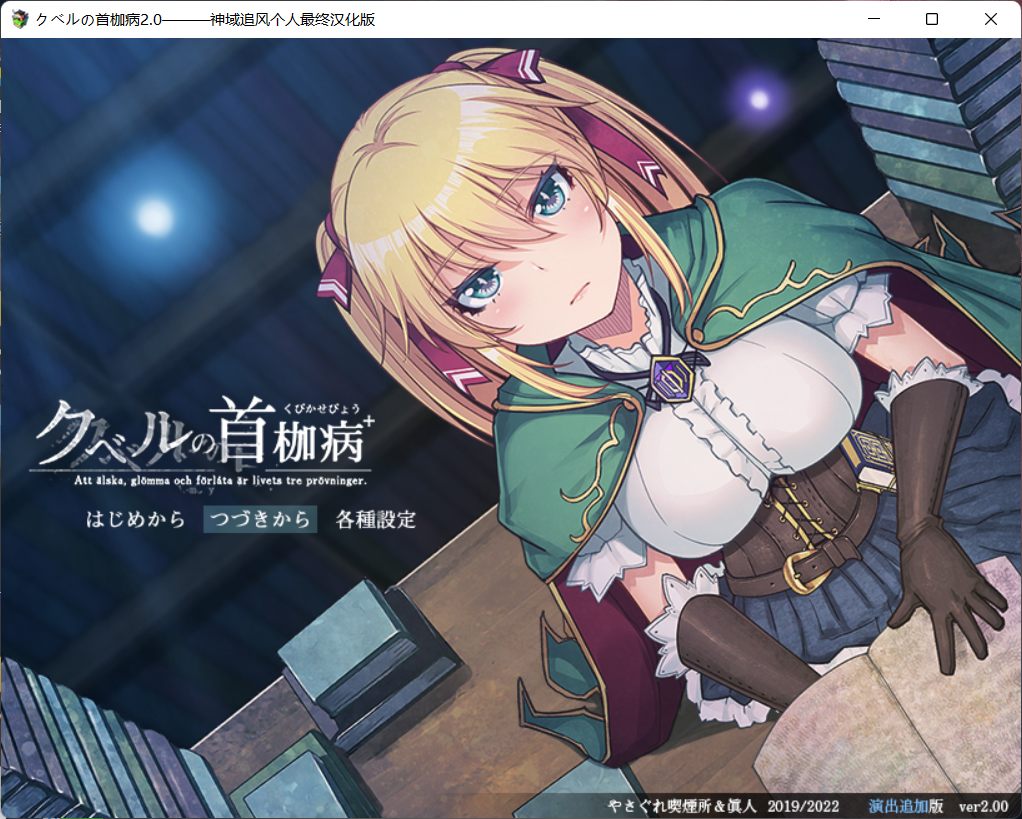 クベルの首枷病2.0———神域追风个人最终汉化版
くびかせびょう
クベルの首枷病+
Att älska, glömma och förlåta är livets tre prövninger.
はじめから つづきから 各種設定
やさぐれ喫煙所&眞人 2019/2022 演出追加版 ver2.00